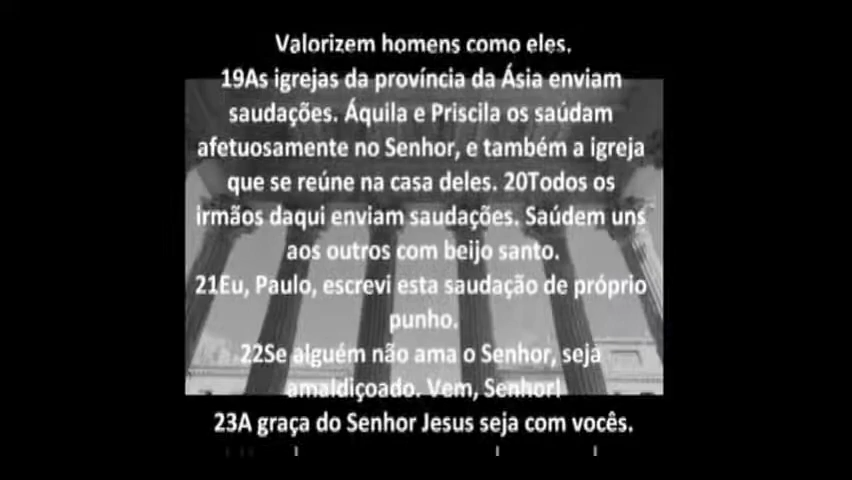 Valorizem homens como eles.
19As igrejas da província da Ásia enviam
saudações. Áquila e Priscila os saúdam
afetuosamente no Senhor, e também a igreja
que se reúne na casa deles. 20Todos os
irmãos daqui enviam saudações. Saúdem uns
aos outros com beijo santo.
21Eu, Paulo, escrevi esta saudação de próprio
punho.
22Se alguém não ama o Senhor, seja
amaldiçoado. Vem, Senhor!
23A graça do Senhor Jesus seja com vocês.